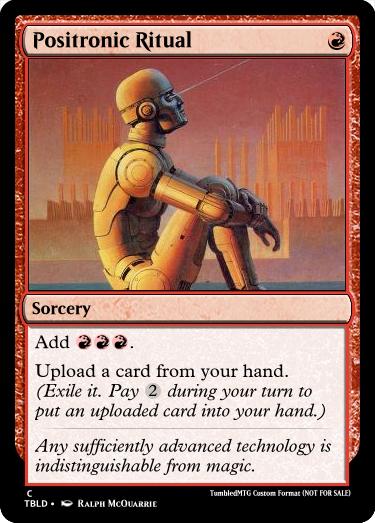 Positronic Ritual
Sorcery
Add.
Upload a card from your hand.
(Exile it. Pay 2 during your turn to
put an uploaded card into your hand.)
Any sufficiently advanced technology is
indistinguishable from magic.
C
TBLD • Ralph McQuarrie
TumbledMTG Custom Format (NOT FOR SALE)